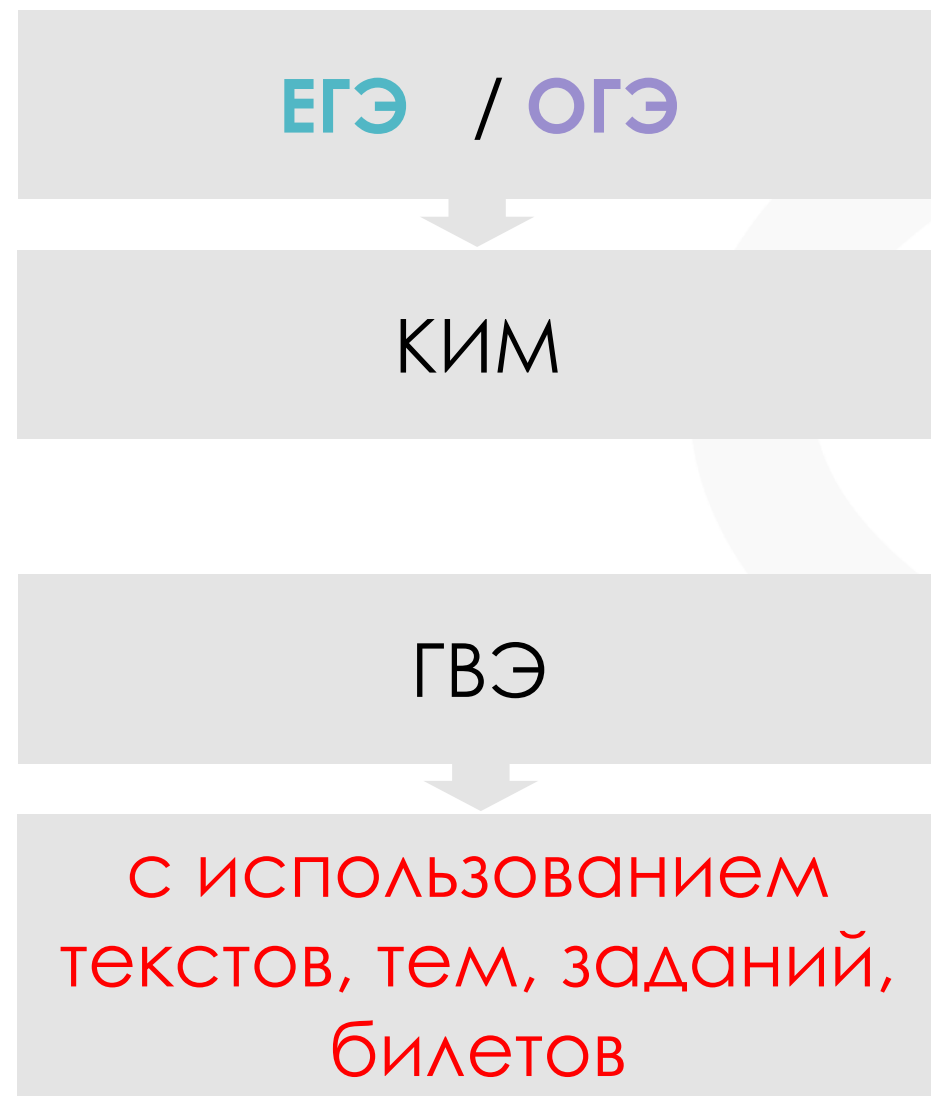 ЕГЭ / ОГЭ
КИМ
ГВЭ
с использованием
текстов, тем, заданий,
билетов